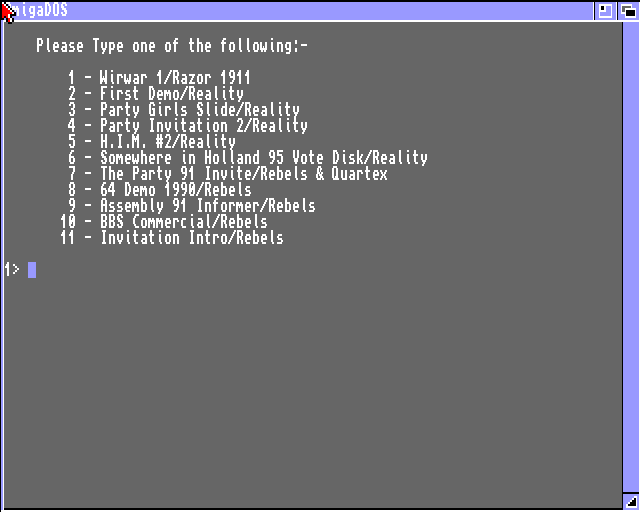 AmigaDOS
Please Type one of the following:-
1 - Wirwar 1/Razor 1911
2 - First Demo/Reality
3 - Party Girls Slide/Reality
4 - Party Invitation 2/Reality
5 - H.I.M. #2/Reality
6 - Somewhere in Holland 95 Vote Disk/Reality
7 - The Party 91 Invite/Rebels & Quartex
8 - 64 Demo 1990/Rebels
9 - Assembly 91 Informer/Rebels
10 - BBS Commercial/Rebels
11 - Invitation Intro/Rebels
1>